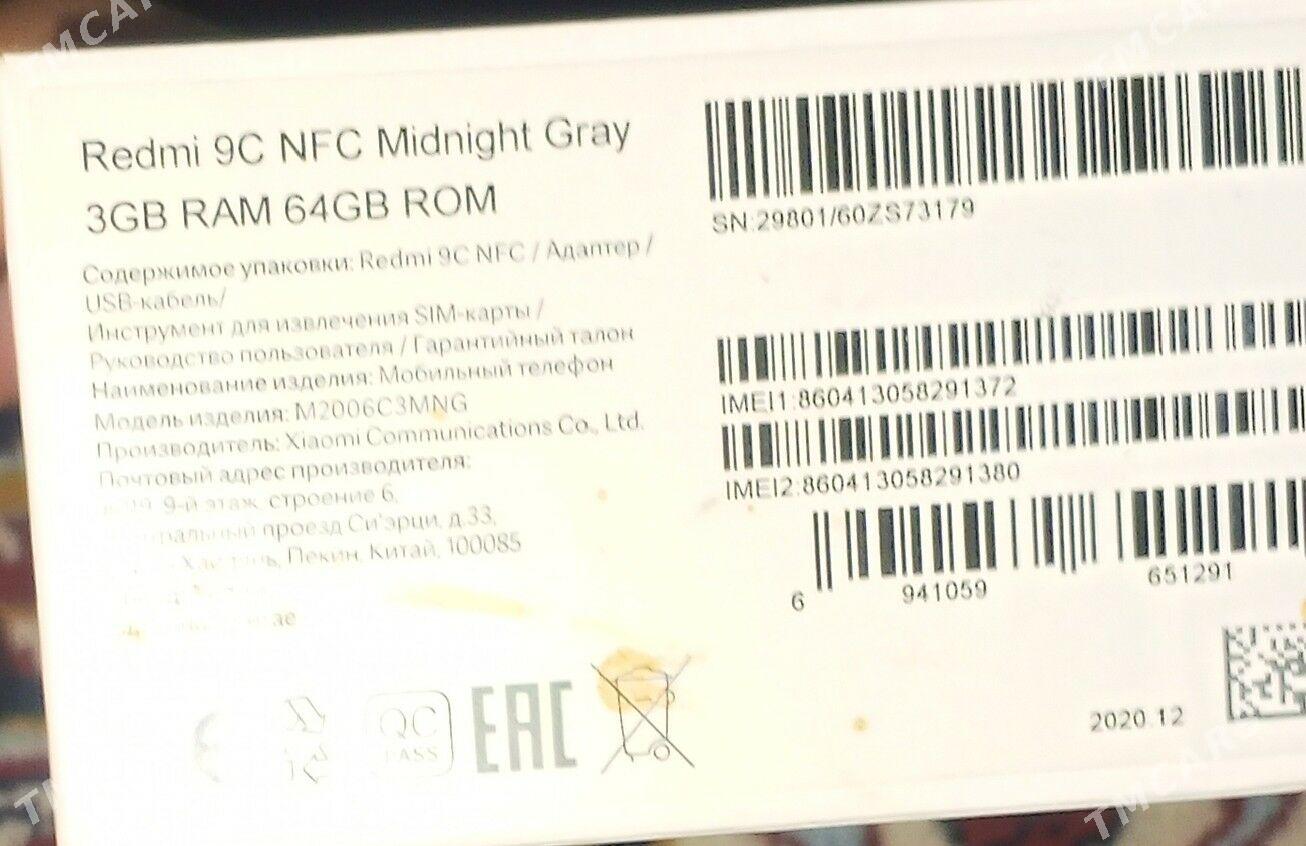 Redmi 9C NFC Midnight Gray
3GB RAM 64GB ROM
Содержимое упаковки: Redmi 9C NFC / Адаптер /
USB-кабель/
Инструмент для извлечения SIM-карты /
Руководство пользователя / Гарантийный талон
Наименование изделия: Мобильный телефон
Модель изделия: M2006C3MNG
Производитель: Xiaomi Communications Co., Ltd.
Почтовый адрес производителя:
9-й этаж, строение 6,
проезд Си'эрци, д.33,
Пекин, Китай, 100085
QC
PASS
EAC
SN:29801/60ZS73179
IMEI1:860413058291372
IMEI2:860413058291380
6 941059 651291
2020.12
TMCARS